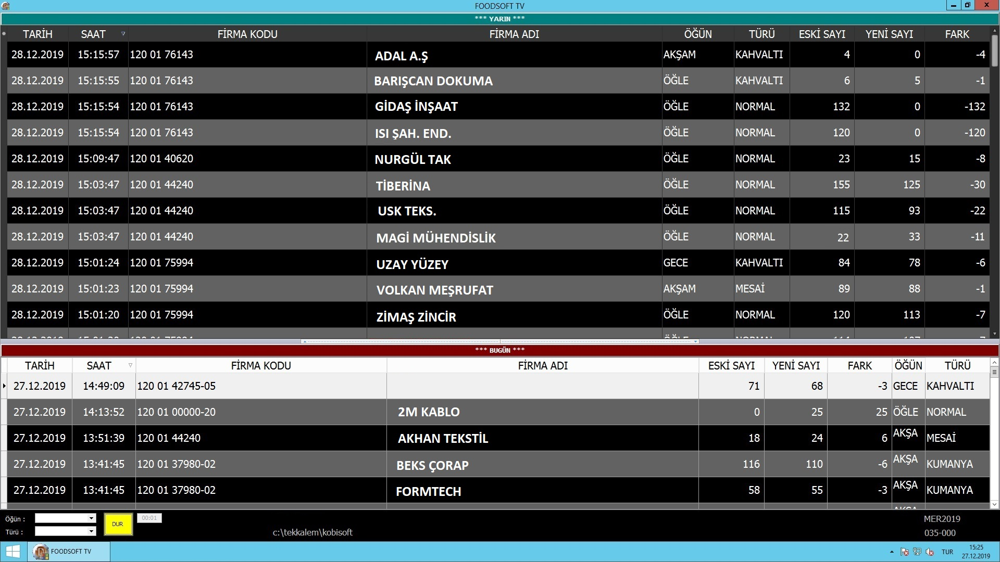 FOODSOFT TV
*** YARIN ***
TARİH SAAT FİRMA KODU FİRMA ADI ÖĞÜN TÜRÜ ESKİ SAYI YENİ SAYI FARK
28.12.2019 15:15:57 120 01 76143 ADAL A.Ş AKŞAM KAHVALTI 4 0 -4
28.12.2019 15:15:55 120 01 76143 BARIŞCAN DOKUMA ÖĞLE KAHVALTI 6 5 -1
28.12.2019 15:15:54 120 01 76143 GİDAŞ İNŞAAT ÖĞLE NORMAL 132 0 -132
28.12.2019 15:15:54 120 01 76143 ISI ŞAH. END. ÖĞLE NORMAL 120 0 -120
28.12.2019 15:09:47 120 01 40620 NURGÜL TAK ÖĞLE NORMAL 23 15 -8
28.12.2019 15:03:47 120 01 44240 TİBERİNA ÖĞLE NORMAL 155 125 -30
28.12.2019 15:03:47 120 01 44240 USK TEKS. ÖĞLE NORMAL 115 93 -22
28.12.2019 15:03:47 120 01 44240 MAGİ MÜHENDİSLİK ÖĞLE NORMAL 22 33 -11
28.12.2019 15:01:24 120 01 75994 UZAY YÜZEY GECE KAHVALTI 84 78 -6
28.12.2019 15:01:23 120 01 75994 VOLKAN MEŞRUFAT AKŞAM MESAİ 89 88 -1
28.12.2019 15:01:20 120 01 75994 ZİMAŞ ZİNCİR ÖĞLE NORMAL 120 113 -7
*** BUGÜN ***
TARİH SAAT FİRMA KODU FİRMA ADI ESKİ SAYI YENİ SAYI FARK ÖĞÜN TÜRÜ
27.12.2019 14:49:09 120 01 42745-05 71 68 -3 GECE KAHVALTI
27.12.2019 14:13:52 120 01 00000-20 2M KABLO 0 25 25 ÖĞLE NORMAL
27.12.2019 13:51:39 120 01 44240 AKHAN TEKSTİL 18 24 6 AKŞA MESAİ
27.12.2019 13:41:45 120 01 37980-02 BEKS ÇORAP 116 110 -6 AKŞA KUMANYA
27.12.2019 13:41:45 120 01 37980-02 FORMTECH 58 55 -3 AKŞA KUMANYA
Öğün :
Türü :
DUR
00:01
c:\tekkalem\kobisoft
MER2019
035-000
FOODSOFT TV
TUR
15:25
27.12.2019